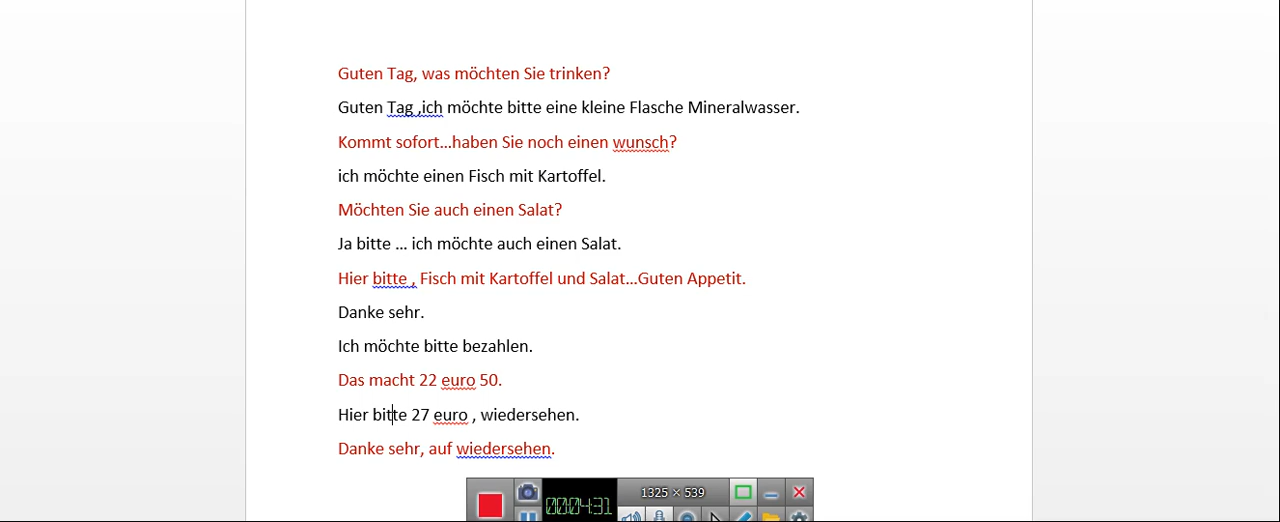 Guten Tag, was möchten Sie trinken?
Guten Tag ,ich möchte bitte eine kleine Flasche Mineralwasser.
Kommt sofort...haben Sie noch einen wunsch?
ich möchte einen Fisch mit Kartoffel.
Möchten Sie auch einen Salat?
Ja bitte ... ich möchte auch einen Salat.
Hier bitte , Fisch mit Kartoffel und Salat...Guten Appetit.
Danke sehr.
Ich möchte bitte bezahlen.
Das macht 22 euro 50.
Hier bitte 27 euro , wiedersehen.
Danke sehr, auf wiedersehen.
1325 × 539
00:04:31